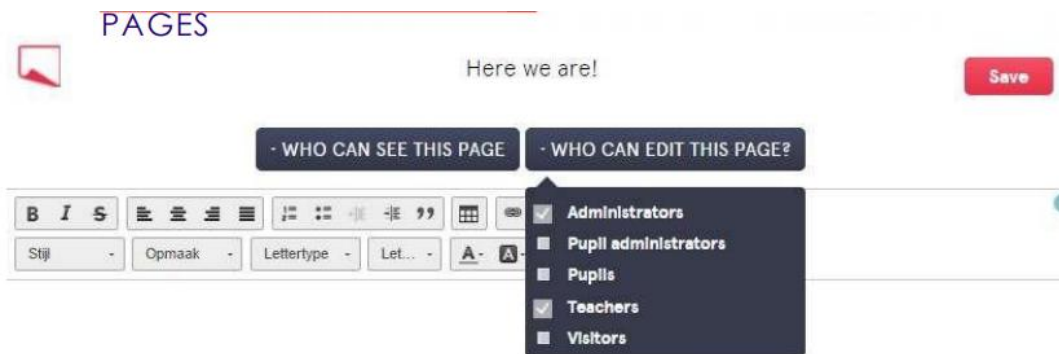 PAGES
Here we are!
Save
- WHO CAN SEE THIS PAGE
- WHO CAN EDIT THIS PAGE?
B I S
Stijl
Opmaak
Lettertype
Let...
A
A
Administrators
Pupil administrators
Pupils
Teachers
Visitors